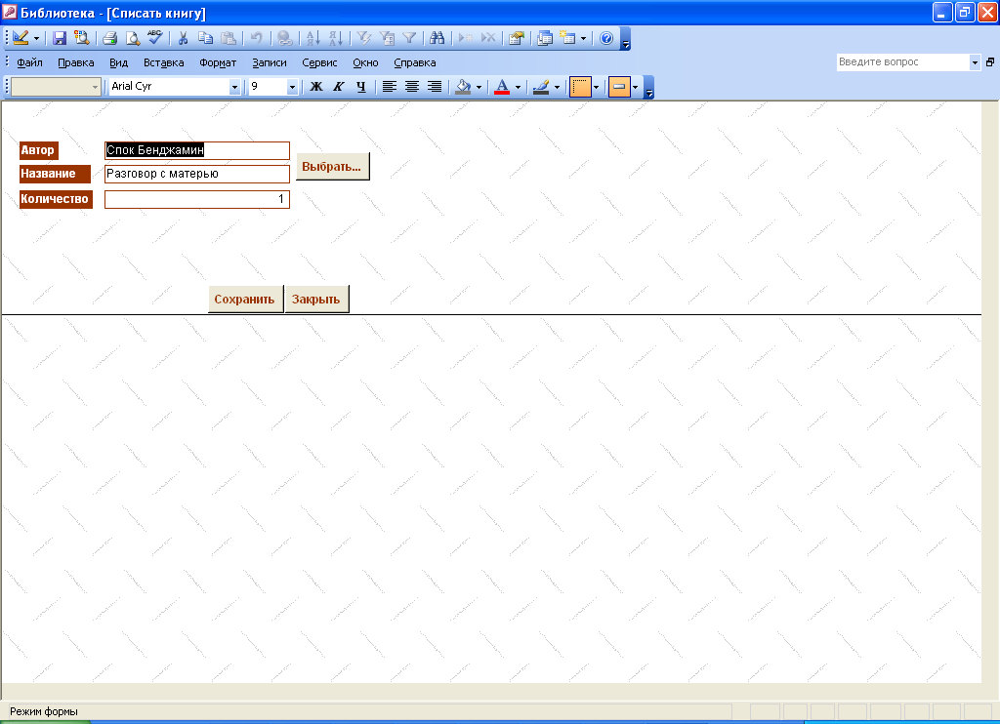 Библиотека - [Списать книгу]
Файл Правка Вид Вставка Формат Записи Сервис Окно Справка Введите вопрос
Arial Cyr 9 Ж К Ч
Автор Спок Бенджамин
Выбрать...
Название Разговор с матерью
Количество 1
Сохранить Закрыть
Режим формы